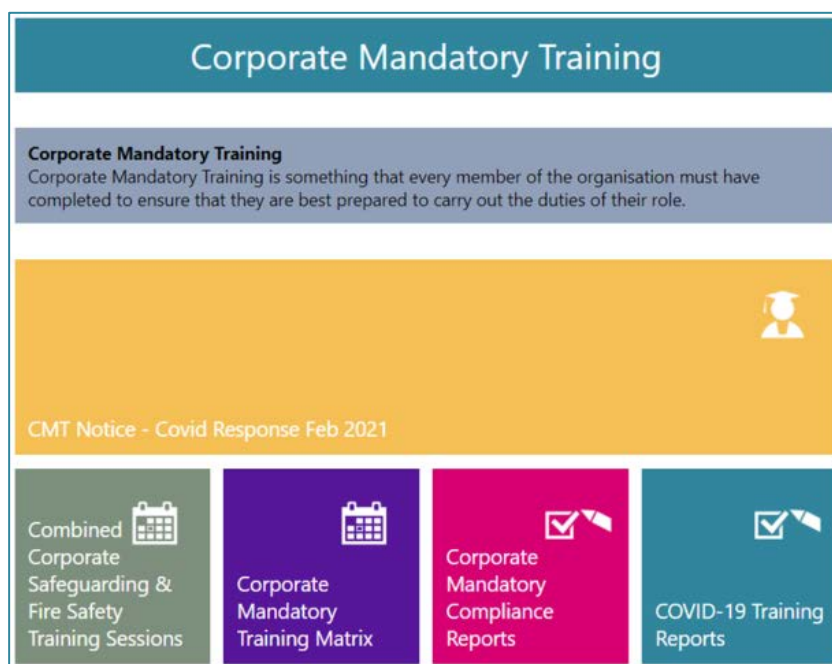 Corporate Mandatory Training
Corporate Mandatory Training
Corporate Mandatory Training is something that every member of the organisation must have
completed to ensure that they are best prepared to carry out the duties of their role.
CMT Notice - Covid Response Feb 2021
Combined
Corporate
Safeguarding &
Fire Safety
Training Sessions
Corporate
Mandatory
Training Matrix
Corporate
Mandatory
Compliance
Reports
COVID-19 Training
Reports